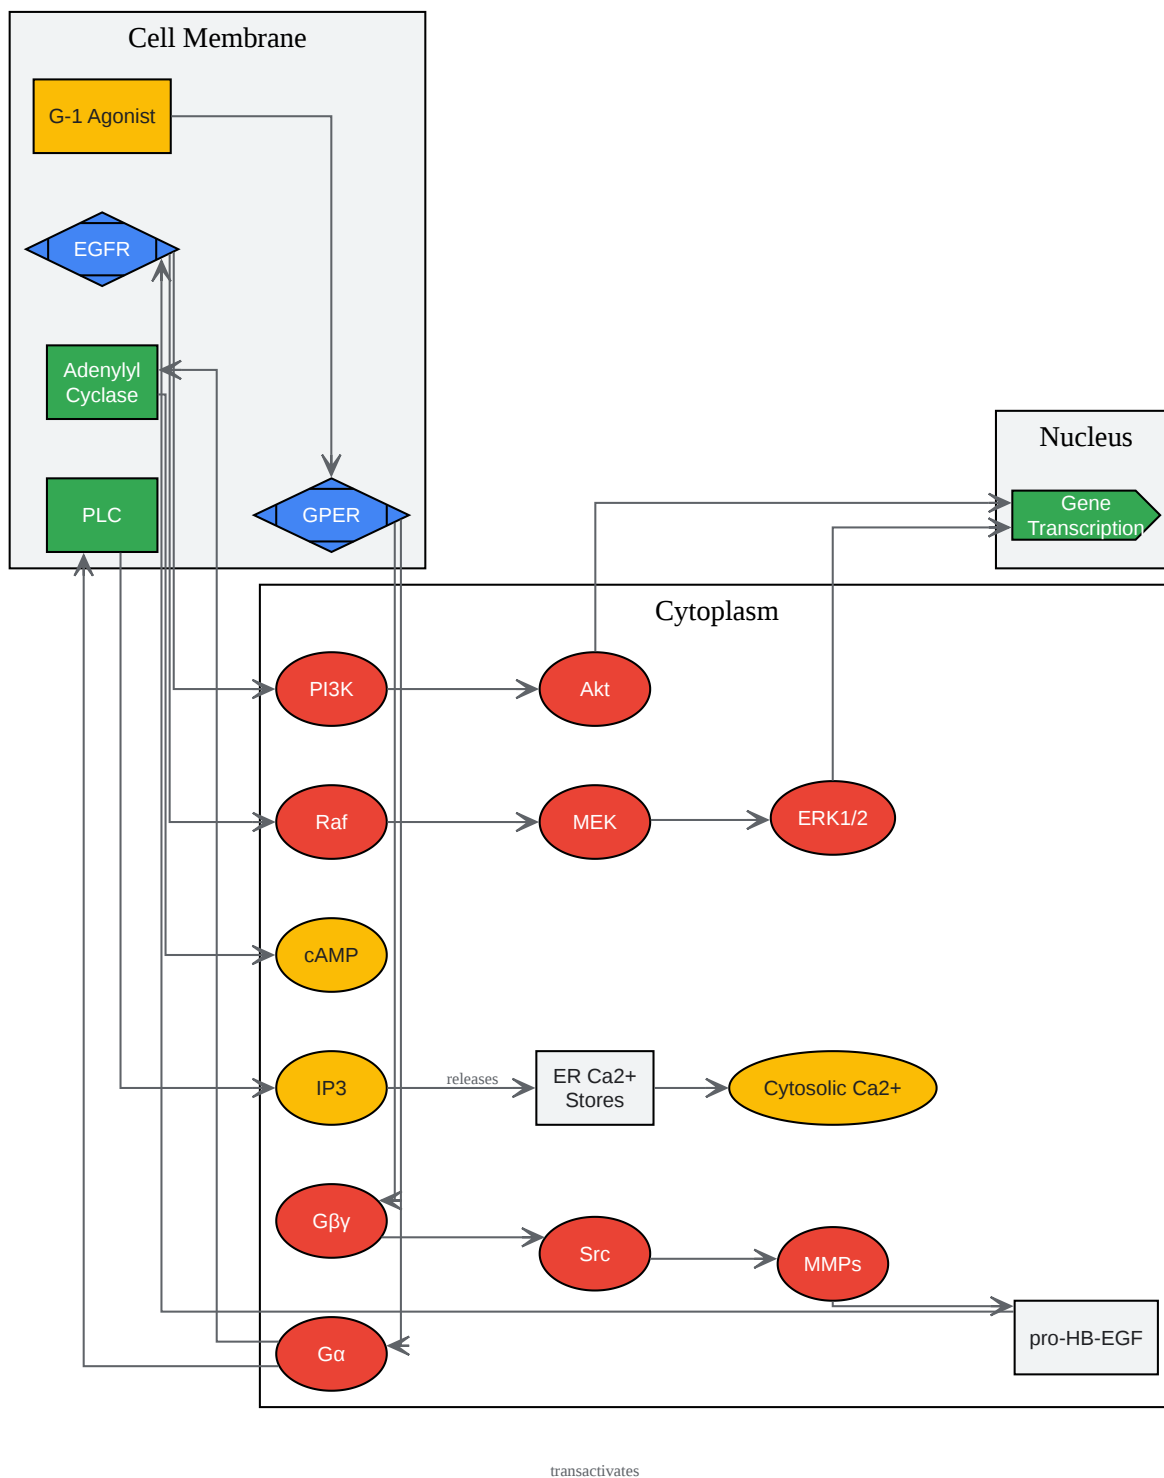 Cell Membrane
G-1 Agonist
EGFR
Adenylyl
Cyclase
PLC
GPER
Nucleus
Gene
Transcription
Cytoplasm
PI3K
Akt
Raf
MEK
ERK1/2
cAMP
IP3
releases
ER Ca2+
Stores
Cytosolic Ca2+
Gβγ
Src
MMPs
pro-HB-EGF
Gα
transactivates